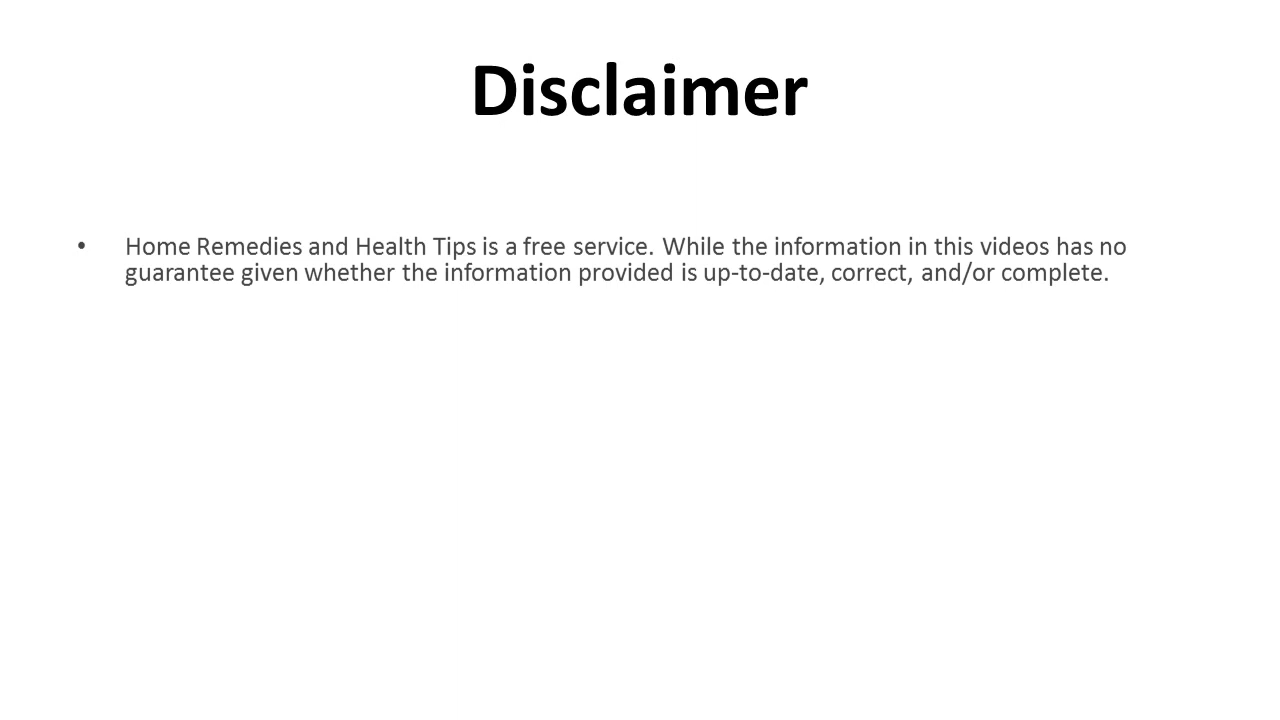 Disclaimer
• Home Remedies and Health Tips is a free service. While the information in this videos has no
guarantee given whether the information provided is up-to-date, correct, and/or complete.